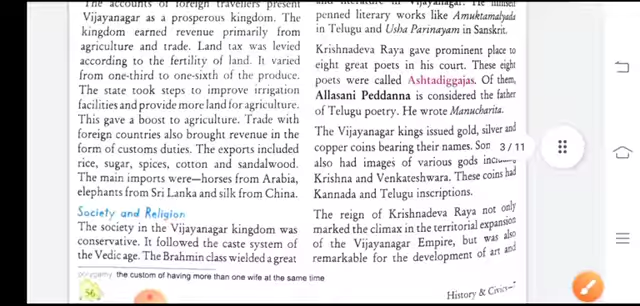 The accounts of foreign travellers present
Vijayanagar as a prosperous kingdom. The
kingdom earned revenue primarily from
agriculture and trade. Land tax was levied
according to the fertility of land. It varied
from one-third to one-sixth of the produce.
The state took steps to improve irrigation
facilities and provide more land for agriculture.
This gave a boost to agriculture. Trade with
foreign countries also brought revenue in the
form of customs duties. The exports included
rice, sugar, spices, cotton and sandalwood.
The main imports were—horses from Arabia,
elephants from Sri Lanka and silk from China.
Society and Religion
The society in the Vijayanagar kingdom was
conservative. It followed the caste system of
the Vedic age. The Brahmin class wielded a great
polygamy the custom of having more than one wife at the same time
56
and literature in Vijayanagar. He himself
penned literary works like Amuktamalyada
in Telugu and Usha Parinayam in Sanskrit.
Krishnadeva Raya gave prominent place to
eight great poets in his court. These eight
poets were called Ashtadiggajas. Of them,
Allasani Peddanna is considered the father
of Telugu poetry. He wrote Manucharita.
The Vijayanagar kings issued gold, silver and
copper coins bearing their names. Som
also had images of various gods
Krishna and Venkateshwara. These coins had
Kannada and Telugu inscriptions.
The reign of Krishnadeva Raya not only
marked the climax in the territorial expansion
of the Vijayanagar Empire, but was also
remarkable for the development of art and
History & Civics–7
3/11